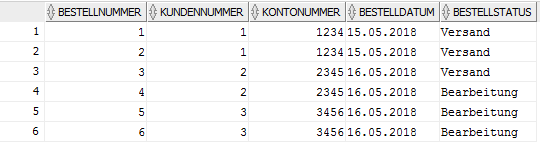 BESTELLNUMMER KUNDENNUMMER KONTONUMMER BESTELLDATUM BESTELLSTATUS
1 1 1 1234 15.05.2018 Versand
2 2 1 1234 15.05.2018 Versand
3 3 2 2345 16.05.2018 Versand
4 4 2 2345 16.05.2018 Bearbeitung
5 5 3 3456 16.05.2018 Bearbeitung
6 6 3 3456 16.05.2018 Bearbeitung